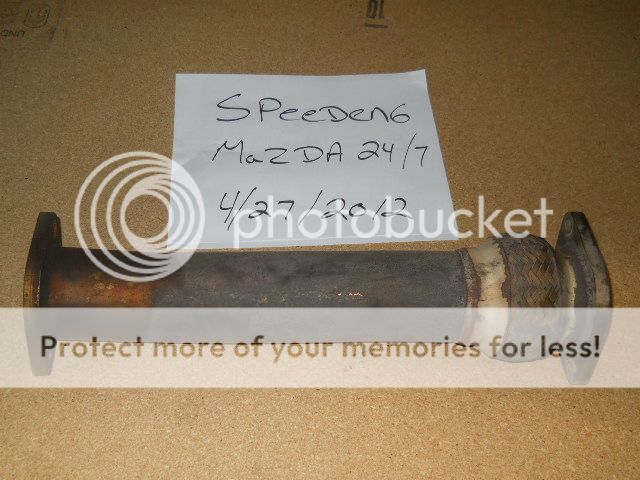 SPeeDen6
MaZDA 24/7
4/27/2012
photobucket
Protect more of your memories for less!